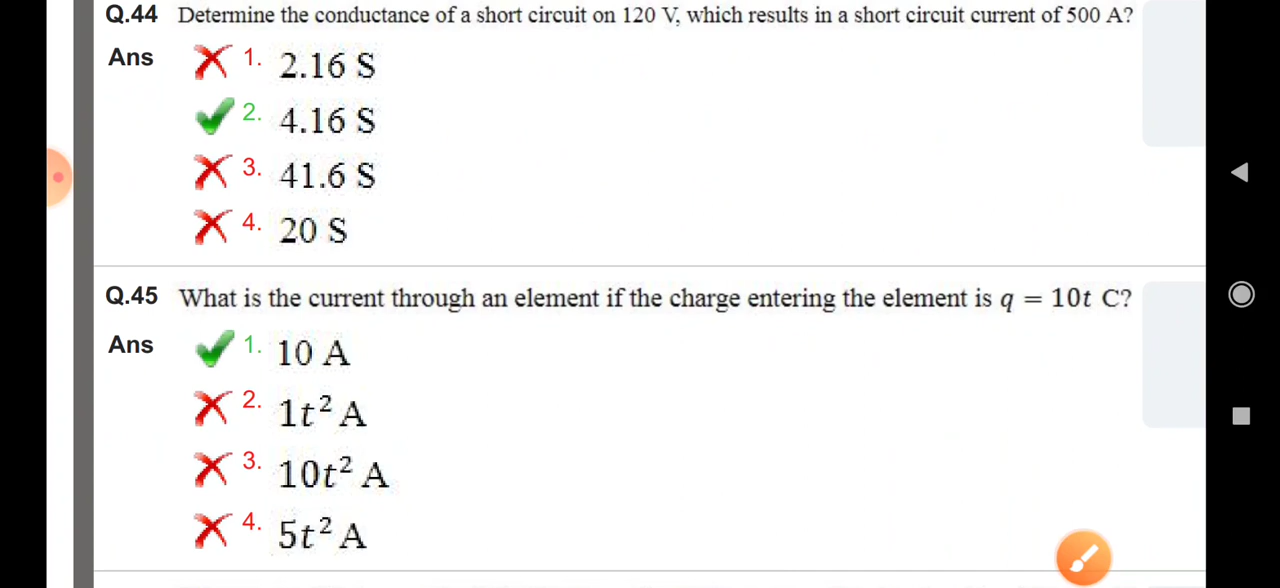 Q.44 Determine the conductance of a short circuit on 120 V, which results in a short circuit current of 500 A?
Ans 1. 2.16 S
2. 4.16 S
3. 41.6 S
4. 20 S
Q.45 What is the current through an element if the charge entering the element is q = 10t C?
Ans 1. 10 A
2. 1t² A
3. 10t² A
4. 5t² A